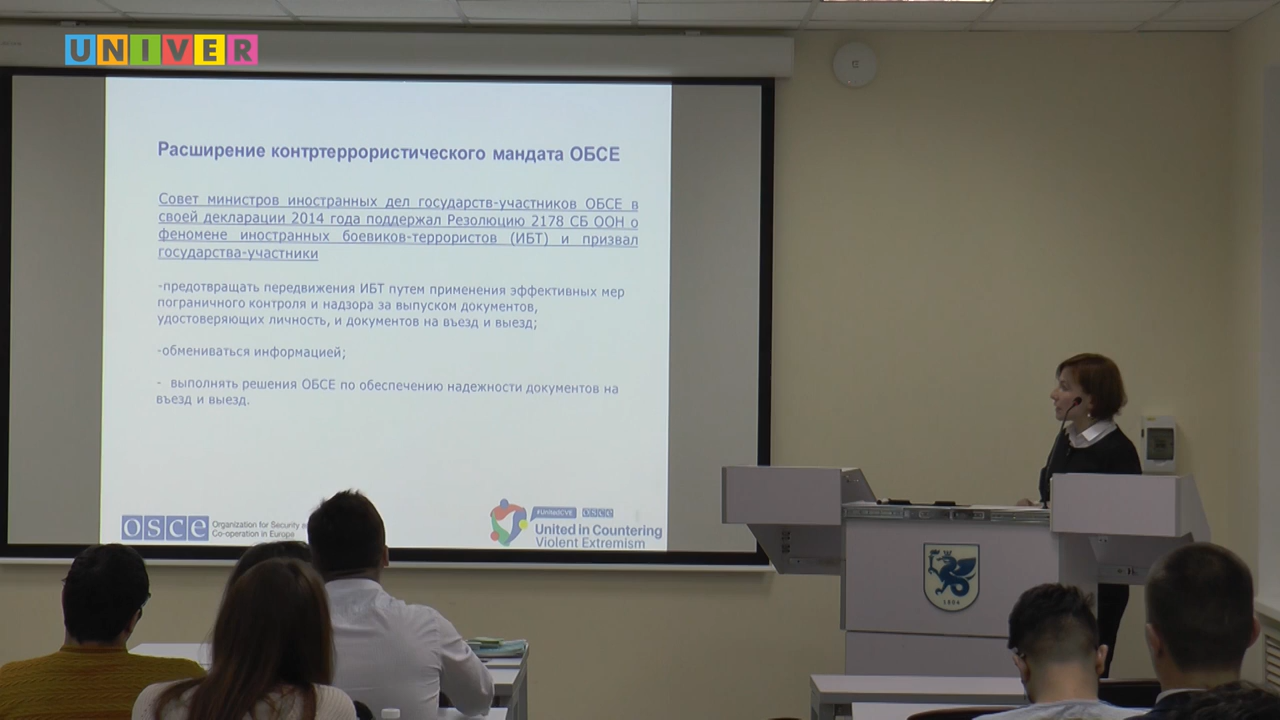 UNIVER
Расширение контртеррористического мандата ОБСЕ
Совет министров иностранных дел государств-участников ОБСЕ в
своей декларации 2014 года поддержал Резолюцию 2178 СБ ООН о
феномене иностранных боевиков-террористов (ИБТ) и призвал
государства-участники
-предотвращать передвижения ИБТ путем применения эффективных мер
пограничного контроля и надзора за выпуском документов,
удостоверяющих личность, и документов на въезд и выезд;
-обмениваться информацией;
- выполнять решения ОБСЕ по обеспечению надежности документов на
въезд и выезд.
osce Organization for Security
Co-operation in Europe
#UnitedCVE osce
United in Countering
Violent Extremism
1804